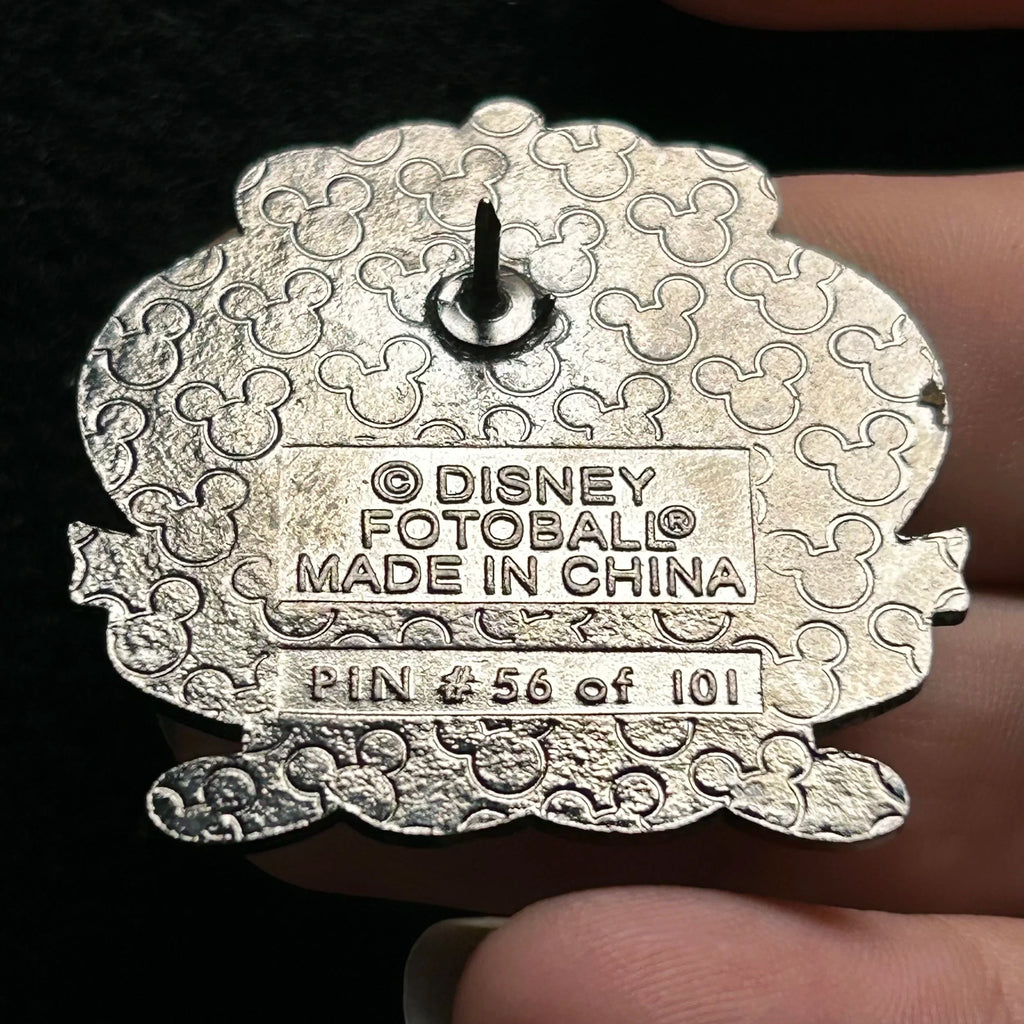 © DISNEY
FOTOBALL®
MADE IN CHINA
PIN # 56 of 101